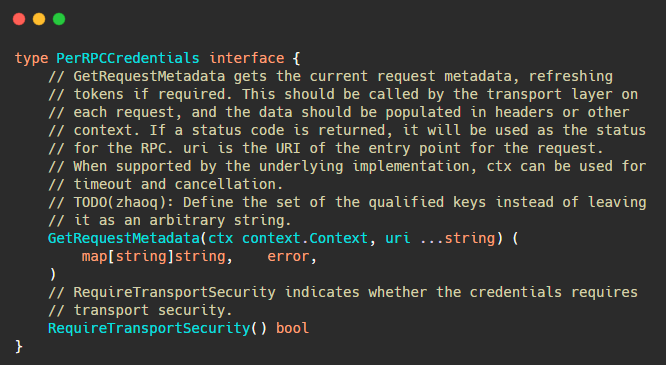 type PerRPCCredentials interface {
    // GetRequestMetadata gets the current request metadata, refreshing
    // tokens if required. This should be called by the transport layer on
    // each request, and the data should be populated in headers or other
    // context. If a status code is returned, it will be used as the status
    // for the RPC. uri is the URI of the entry point for the request.
    // When supported by the underlying implementation, ctx can be used for
    // timeout and cancellation.
    // TODO(zhaoq): Define the set of the qualified keys instead of leaving
    // it as an arbitrary string.
    GetRequestMetadata(ctx context.Context, uri ...string) (
        map[string]string,    error,
    )
    // RequireTransportSecurity indicates whether the credentials requires
    // transport security.
    RequireTransportSecurity() bool
}